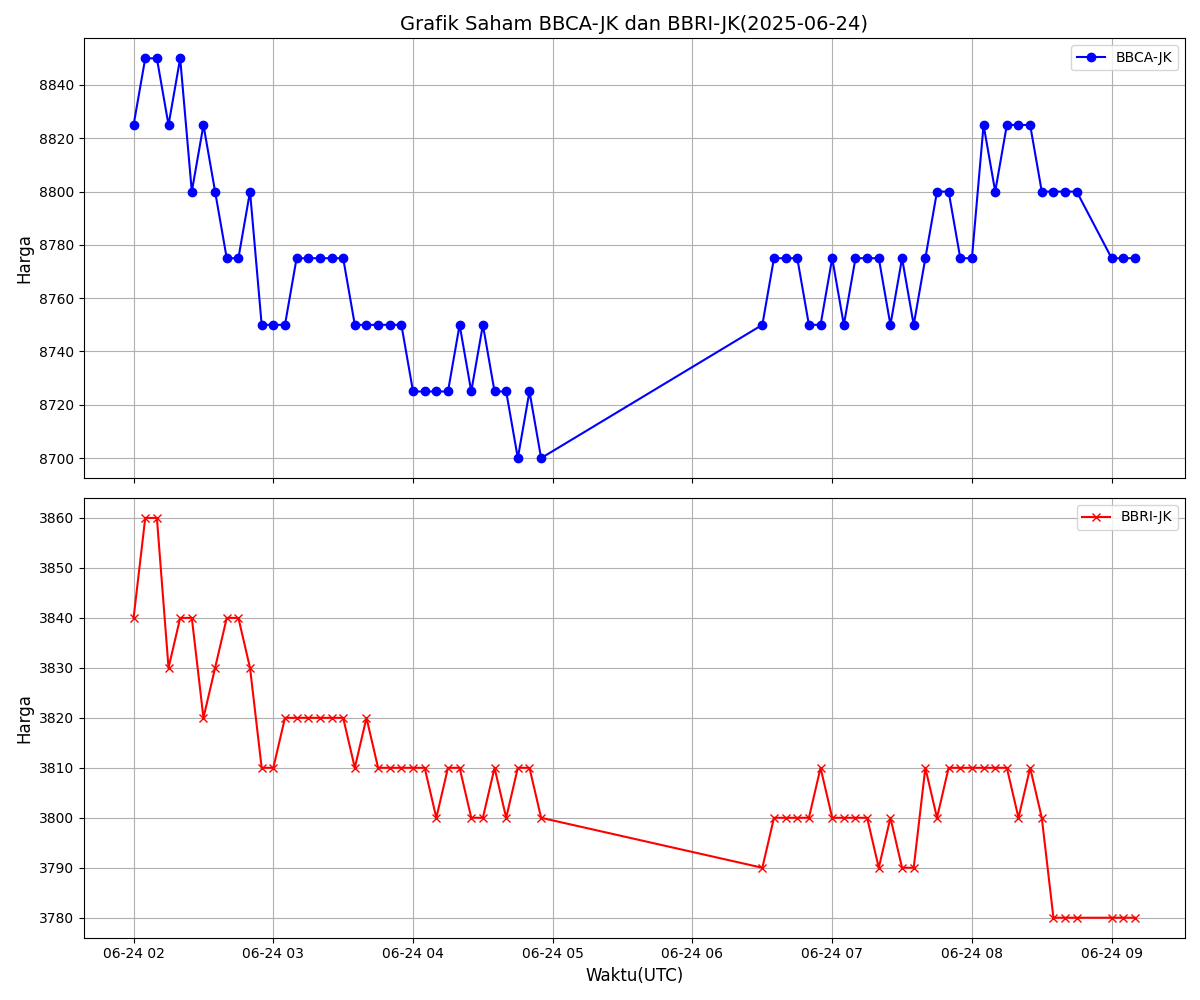 Grafik Saham BBCA-JK dan BBRI-JK(2025-06-24)
BBCA-JK
8840
8820
8800
8780
8760
8740
8720
8700
Harga
BBRI-JK
3860
3850
3840
3830
3820
3810
3800
3790
3780
Harga
06-24 02 06-24 03 06-24 04 06-24 05 06-24 06 06-24 07 06-24 08 06-24 09
Waktu(UTC)